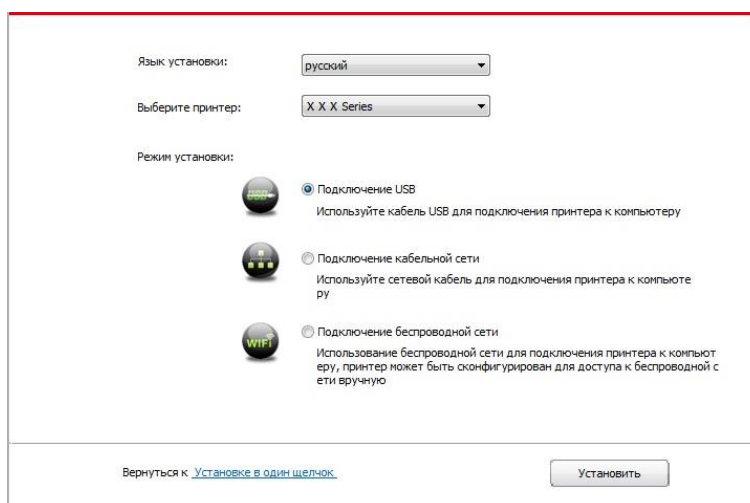 Язык установки:
русский
Выберите принтер:
X X X Series
Режим установки:
USB
Подключение USB
Используйте кабель USB для подключения принтера к компьютеру
Подключение кабельной сети
Используйте сетевой кабель для подключения принтера к компьюте
ру
WiFi
Подключение беспроводной сети
Использование беспроводной сети для подключения принтера к компьют
еру, принтер может быть сконфигурирован для доступа к беспроводной с
ети вручную
Вернуться к Установке в один щелчок
Установить